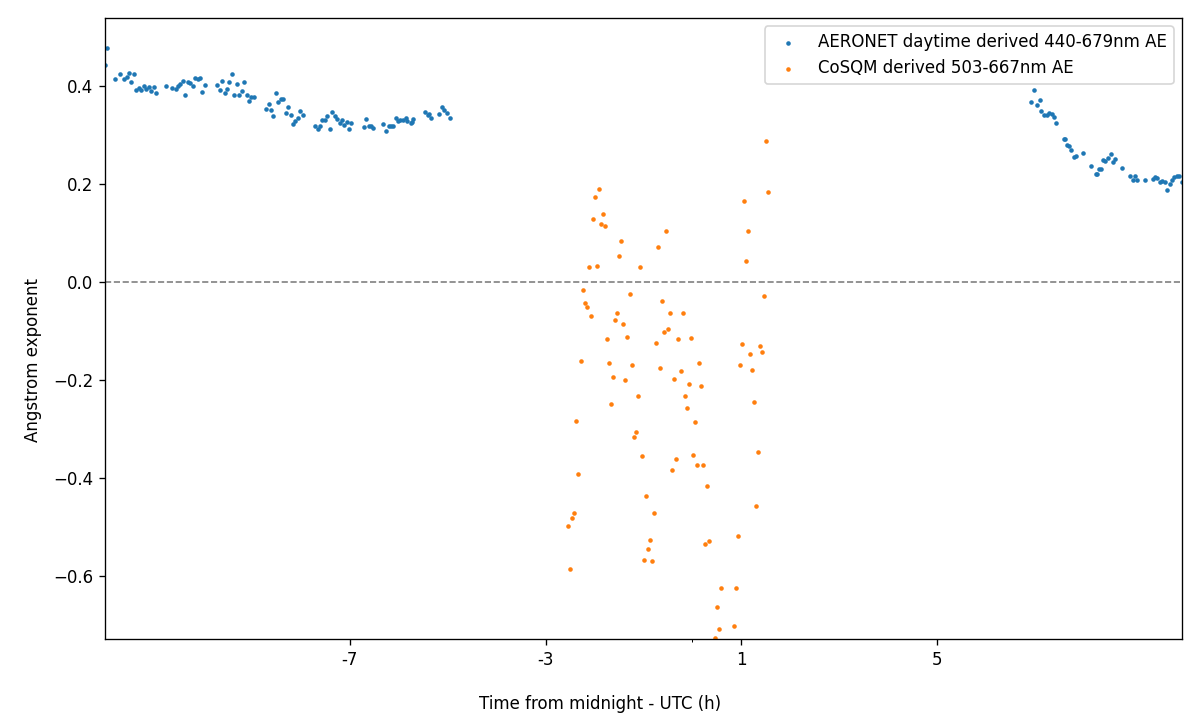 AERONET daytime derived 440-679nm AE
CoSQM derived 503-667nm AE
0.4
0.2
0.0
−0.2
−0.4
−0.6
Angstrom exponent
-7
-3
1
5
Time from midnight - UTC (h)